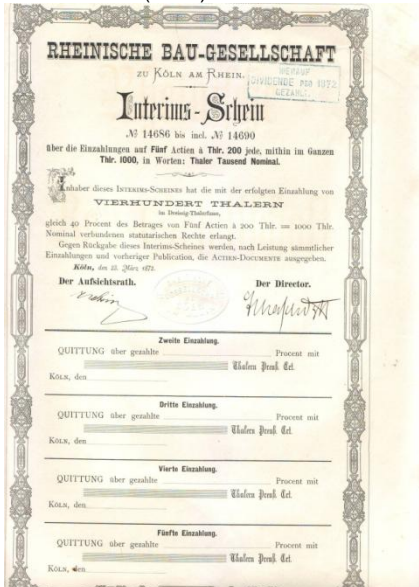 RHEINISCHE BAU-GESELLSCHAFT
ZU KÖLN AM RHEIN.
HIERAUF
DIVIDENDE PRO 1872
GEZAHLT.
Interims-Schein
№ 14686 bis incl. № 14690
über die Einzahlungen auf Fünf Actien à Thlr. 200 jede, mithin im Ganzen
Thlr. 1000, in Worten: Thaler Tausend Nominal.
Inhaber dieses INTERIMS-SCHEINES hat die mit der erfolgten Einzahlung von
VIERHUNDERT THALERN
im Dreissig-Thalerfusse,
gleich 40 Procent des Betrages von Fünf Actien à 200 Thlr. = 1000 Thlr.
Nominal verbundenen statutarischen Rechte erlangt.
Gegen Rückgabe dieses Interims-Scheines werden, nach Leistung sämmtlicher
Einzahlungen und vorheriger Publication, die ACTIEN-DOCUMENTE ausgegeben.
Köln, den 15. März 1872.
Der Aufsichtsrath. Der Director.
Zweite Einzahlung.
QUITTUNG über gezahlte Procent mit
Thalern Preuß. Crt.
KÖLN, den
Dritte Einzahlung.
QUITTUNG über gezahlte Procent mit
Thalern Preuß. Crt.
KÖLN, den
Vierte Einzahlung.
QUITTUNG über gezahlte Procent mit
Thalern Preuß. Crt.
KÖLN, den
Fünfte Einzahlung.
QUITTUNG über gezahlte Procent mit
Thalern Preuß. Crt.
KÖLN, den